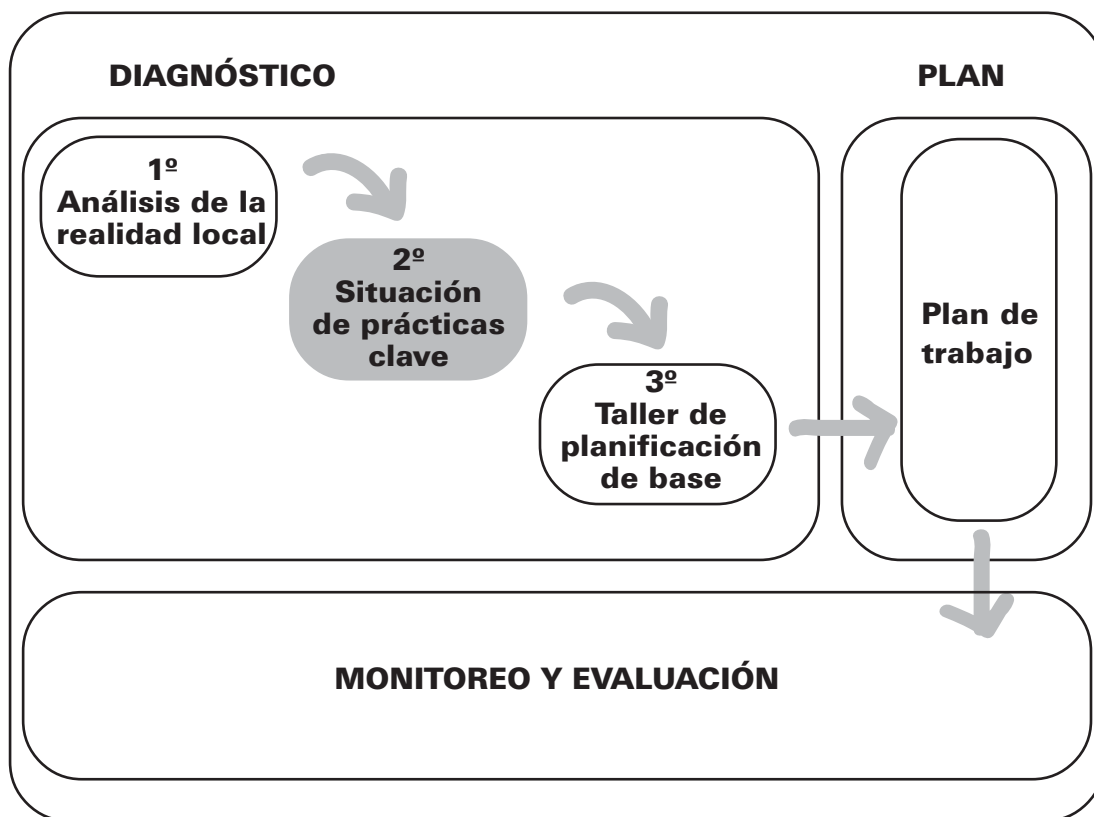 DIAGNÓSTICO
PLAN
1º
Análisis de la
realidad local
2º
Situación
de prácticas
clave
3º
Taller de
planificación
de base
Plan de
trabajo
MONITOREO Y EVALUACIÓN